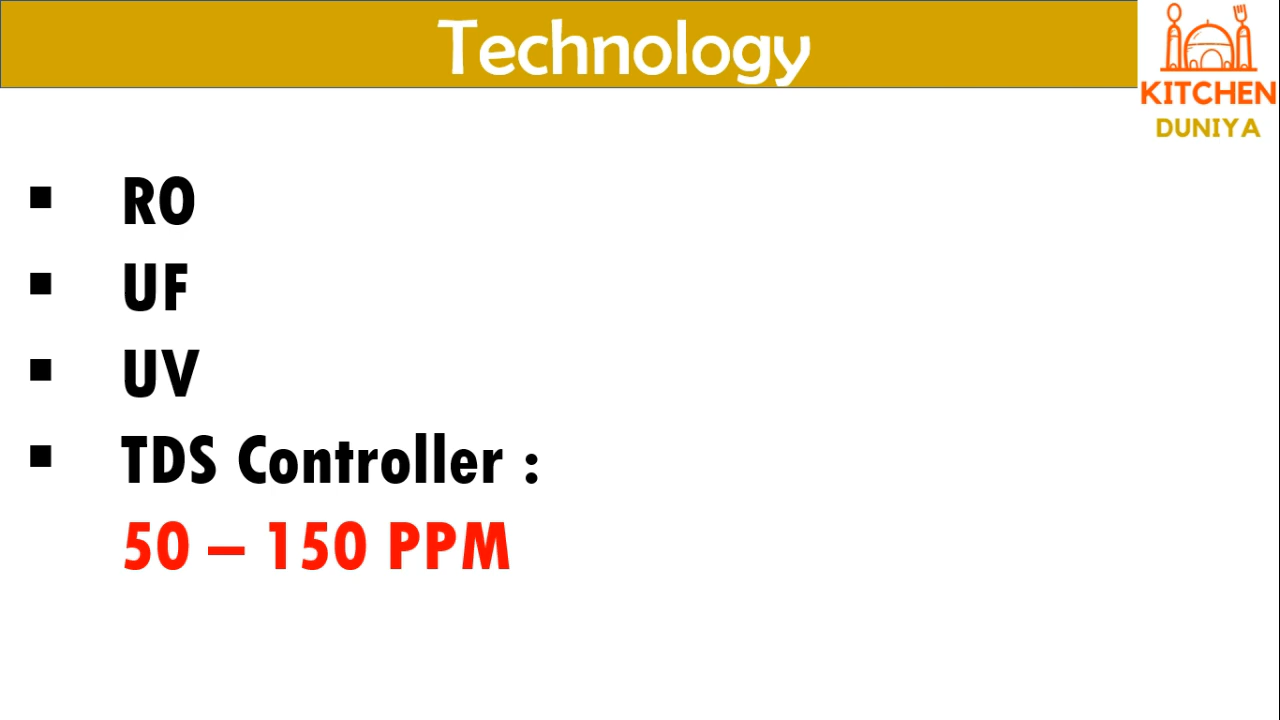 Technology
KITCHEN
DUNIYA
▪ RO
▪ UF
▪ UV
▪ TDS Controller :
50 – 150 PPM